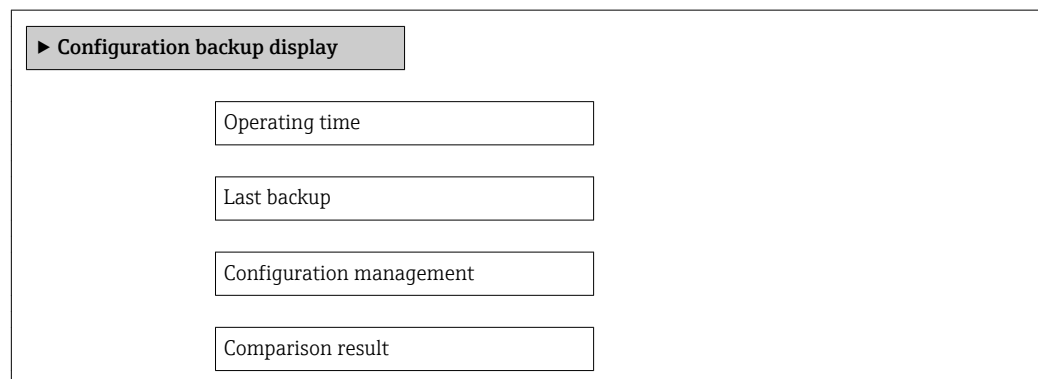 ▶ Configuration backup display
Operating time
Last backup
Configuration management
Comparison result